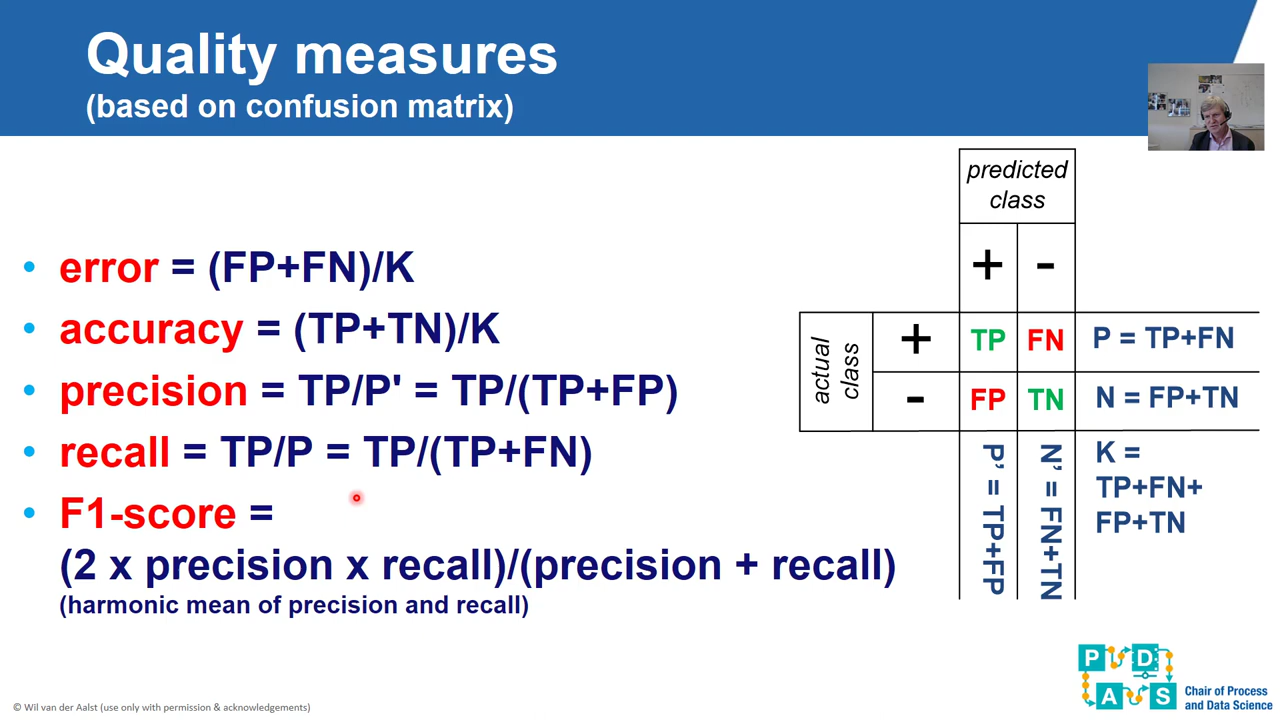 Quality measures
(based on confusion matrix)
• error = (FP+FN)/K
• accuracy = (TP+TN)/K
• precision = TP/P' = TP/(TP+FP)
• recall = TP/P = TP/(TP+FN)
• F1-score =
(2 x precision x recall)/(precision + recall)
(harmonic mean of precision and recall)
predicted
class
+ -
actual
class
+ TP FN P = TP+FN
- FP TN N = FP+TN
P' = TP+FP
N' = FN+TN
K =
TP+FN+
FP+TN
© Wil van der Aalst (use only with permission & acknowledgements)
P D
A S
Chair of Process
and Data Science